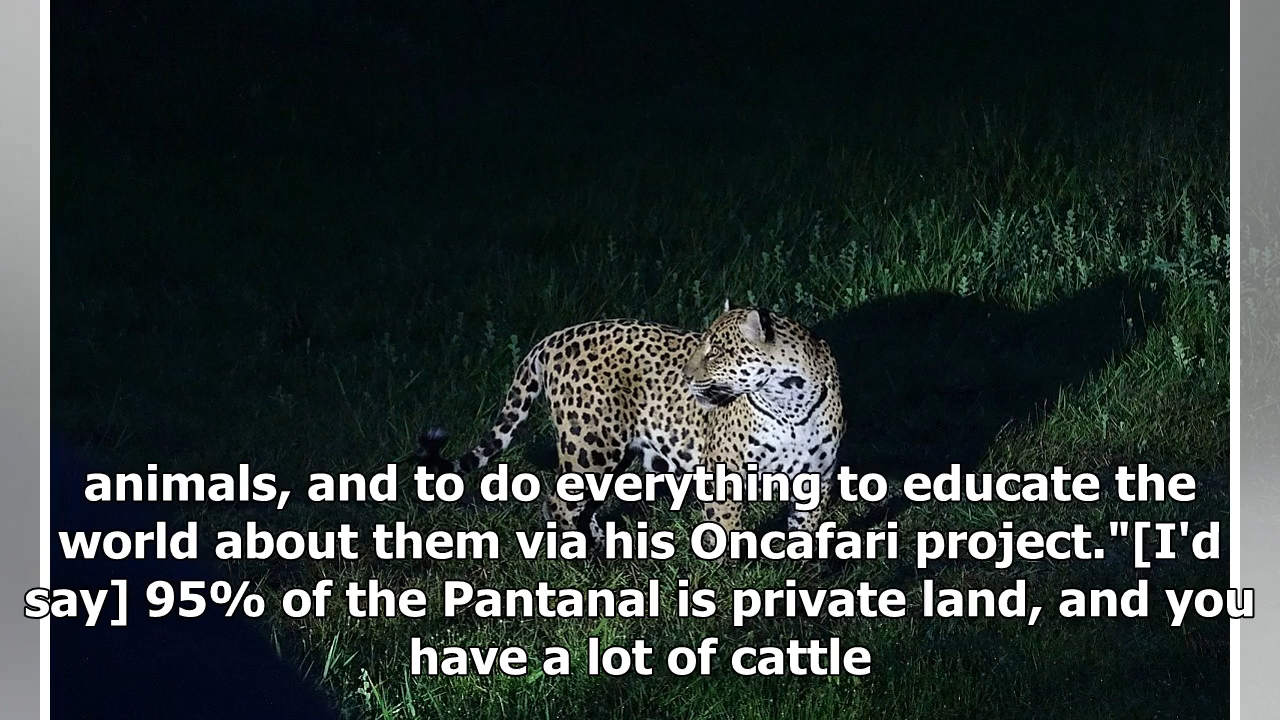 animals, and to do everything to educate the
world about them via his Oncafari project."[I'd
say] 95% of the Pantanal is private land, and you
have a lot of cattle